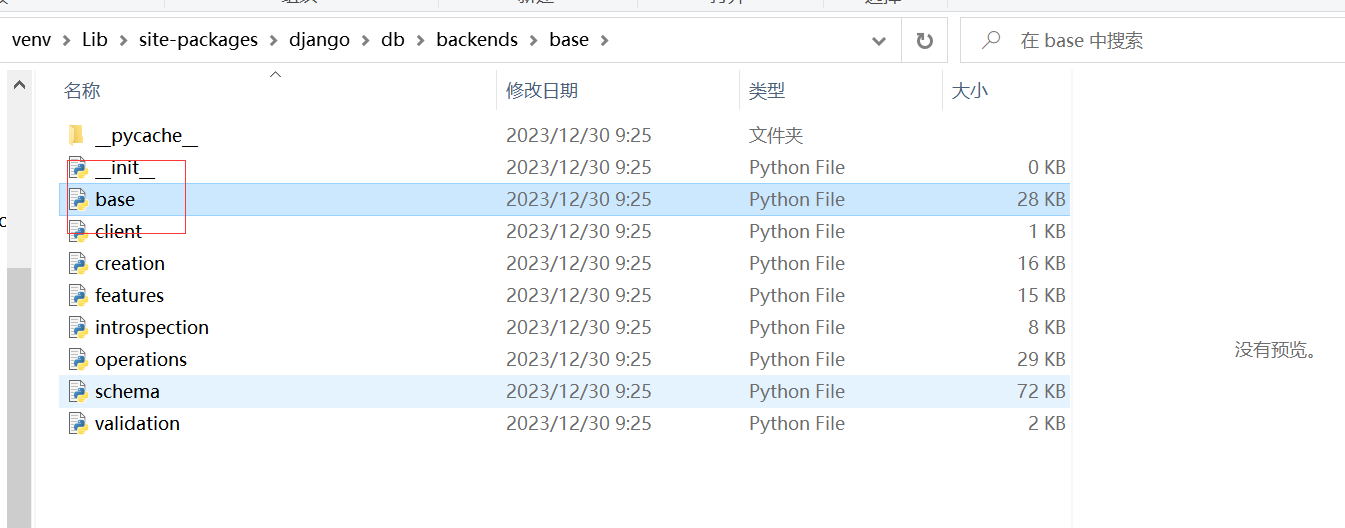 venv > Lib > site-packages > django > db > backends > base >
在 base 中搜索
名称 修改日期 类型 大小
__pycache__ 2023/12/30 9:25 文件夹
__init__ 2023/12/30 9:25 Python File 0 KB
base 2023/12/30 9:25 Python File 28 KB
client 2023/12/30 9:25 Python File 1 KB
creation 2023/12/30 9:25 Python File 16 KB
features 2023/12/30 9:25 Python File 15 KB
introspection 2023/12/30 9:25 Python File 8 KB
operations 2023/12/30 9:25 Python File 29 KB
schema 2023/12/30 9:25 Python File 72 KB
validation 2023/12/30 9:25 Python File 2 KB
没有预览。